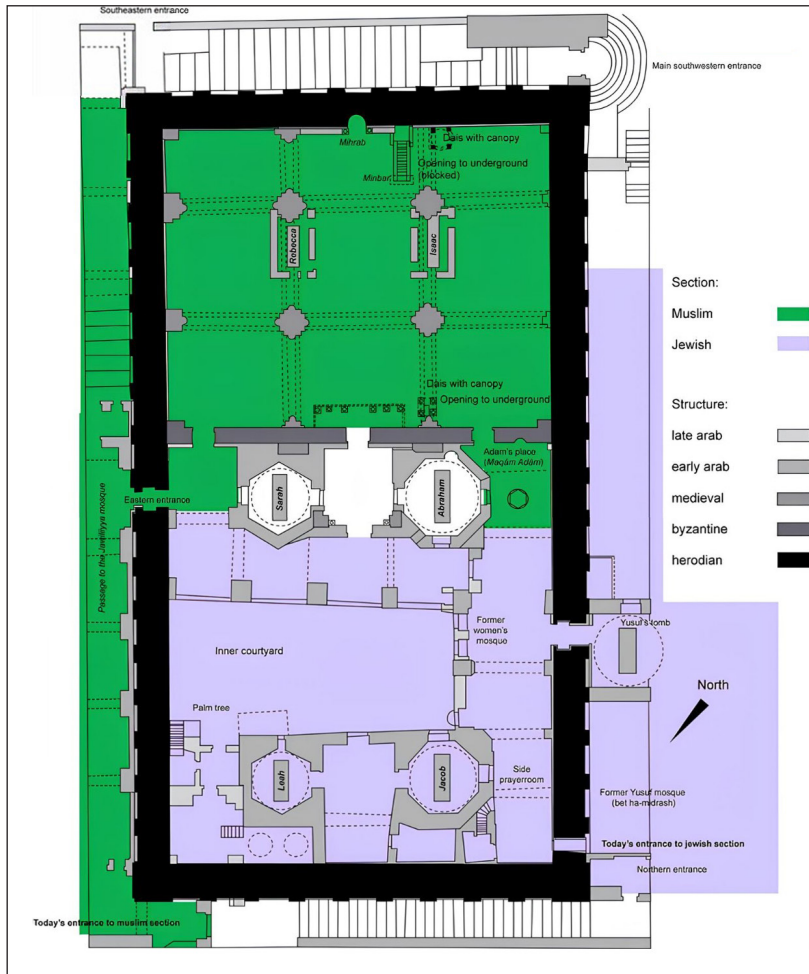 Southeastern entrance
Main southwestern entrance
Mihrab
Dais with canopy
Opening to underground
(blocked)
Minbar
Rebecca
Isaac
Section:
Muslim
Jewish
Dais with canopy
Opening to underground
Structure:
late arab
early arab
medieval
byzantine
herodian
Adam's place
(Maqām Adām)
Sarah
Abraham
Eastern entrance
Passage to the Jawiliyya mosque
Former
women's
mosque
Yusuf's tomb
Inner courtyard
North
Palm tree
Leah
Jacob
Side
prayerroom
Former Yusuf mosque
(bet ha-midrash)
Today's entrance to jewish section
Northern entrance
Today's entrance to muslim section